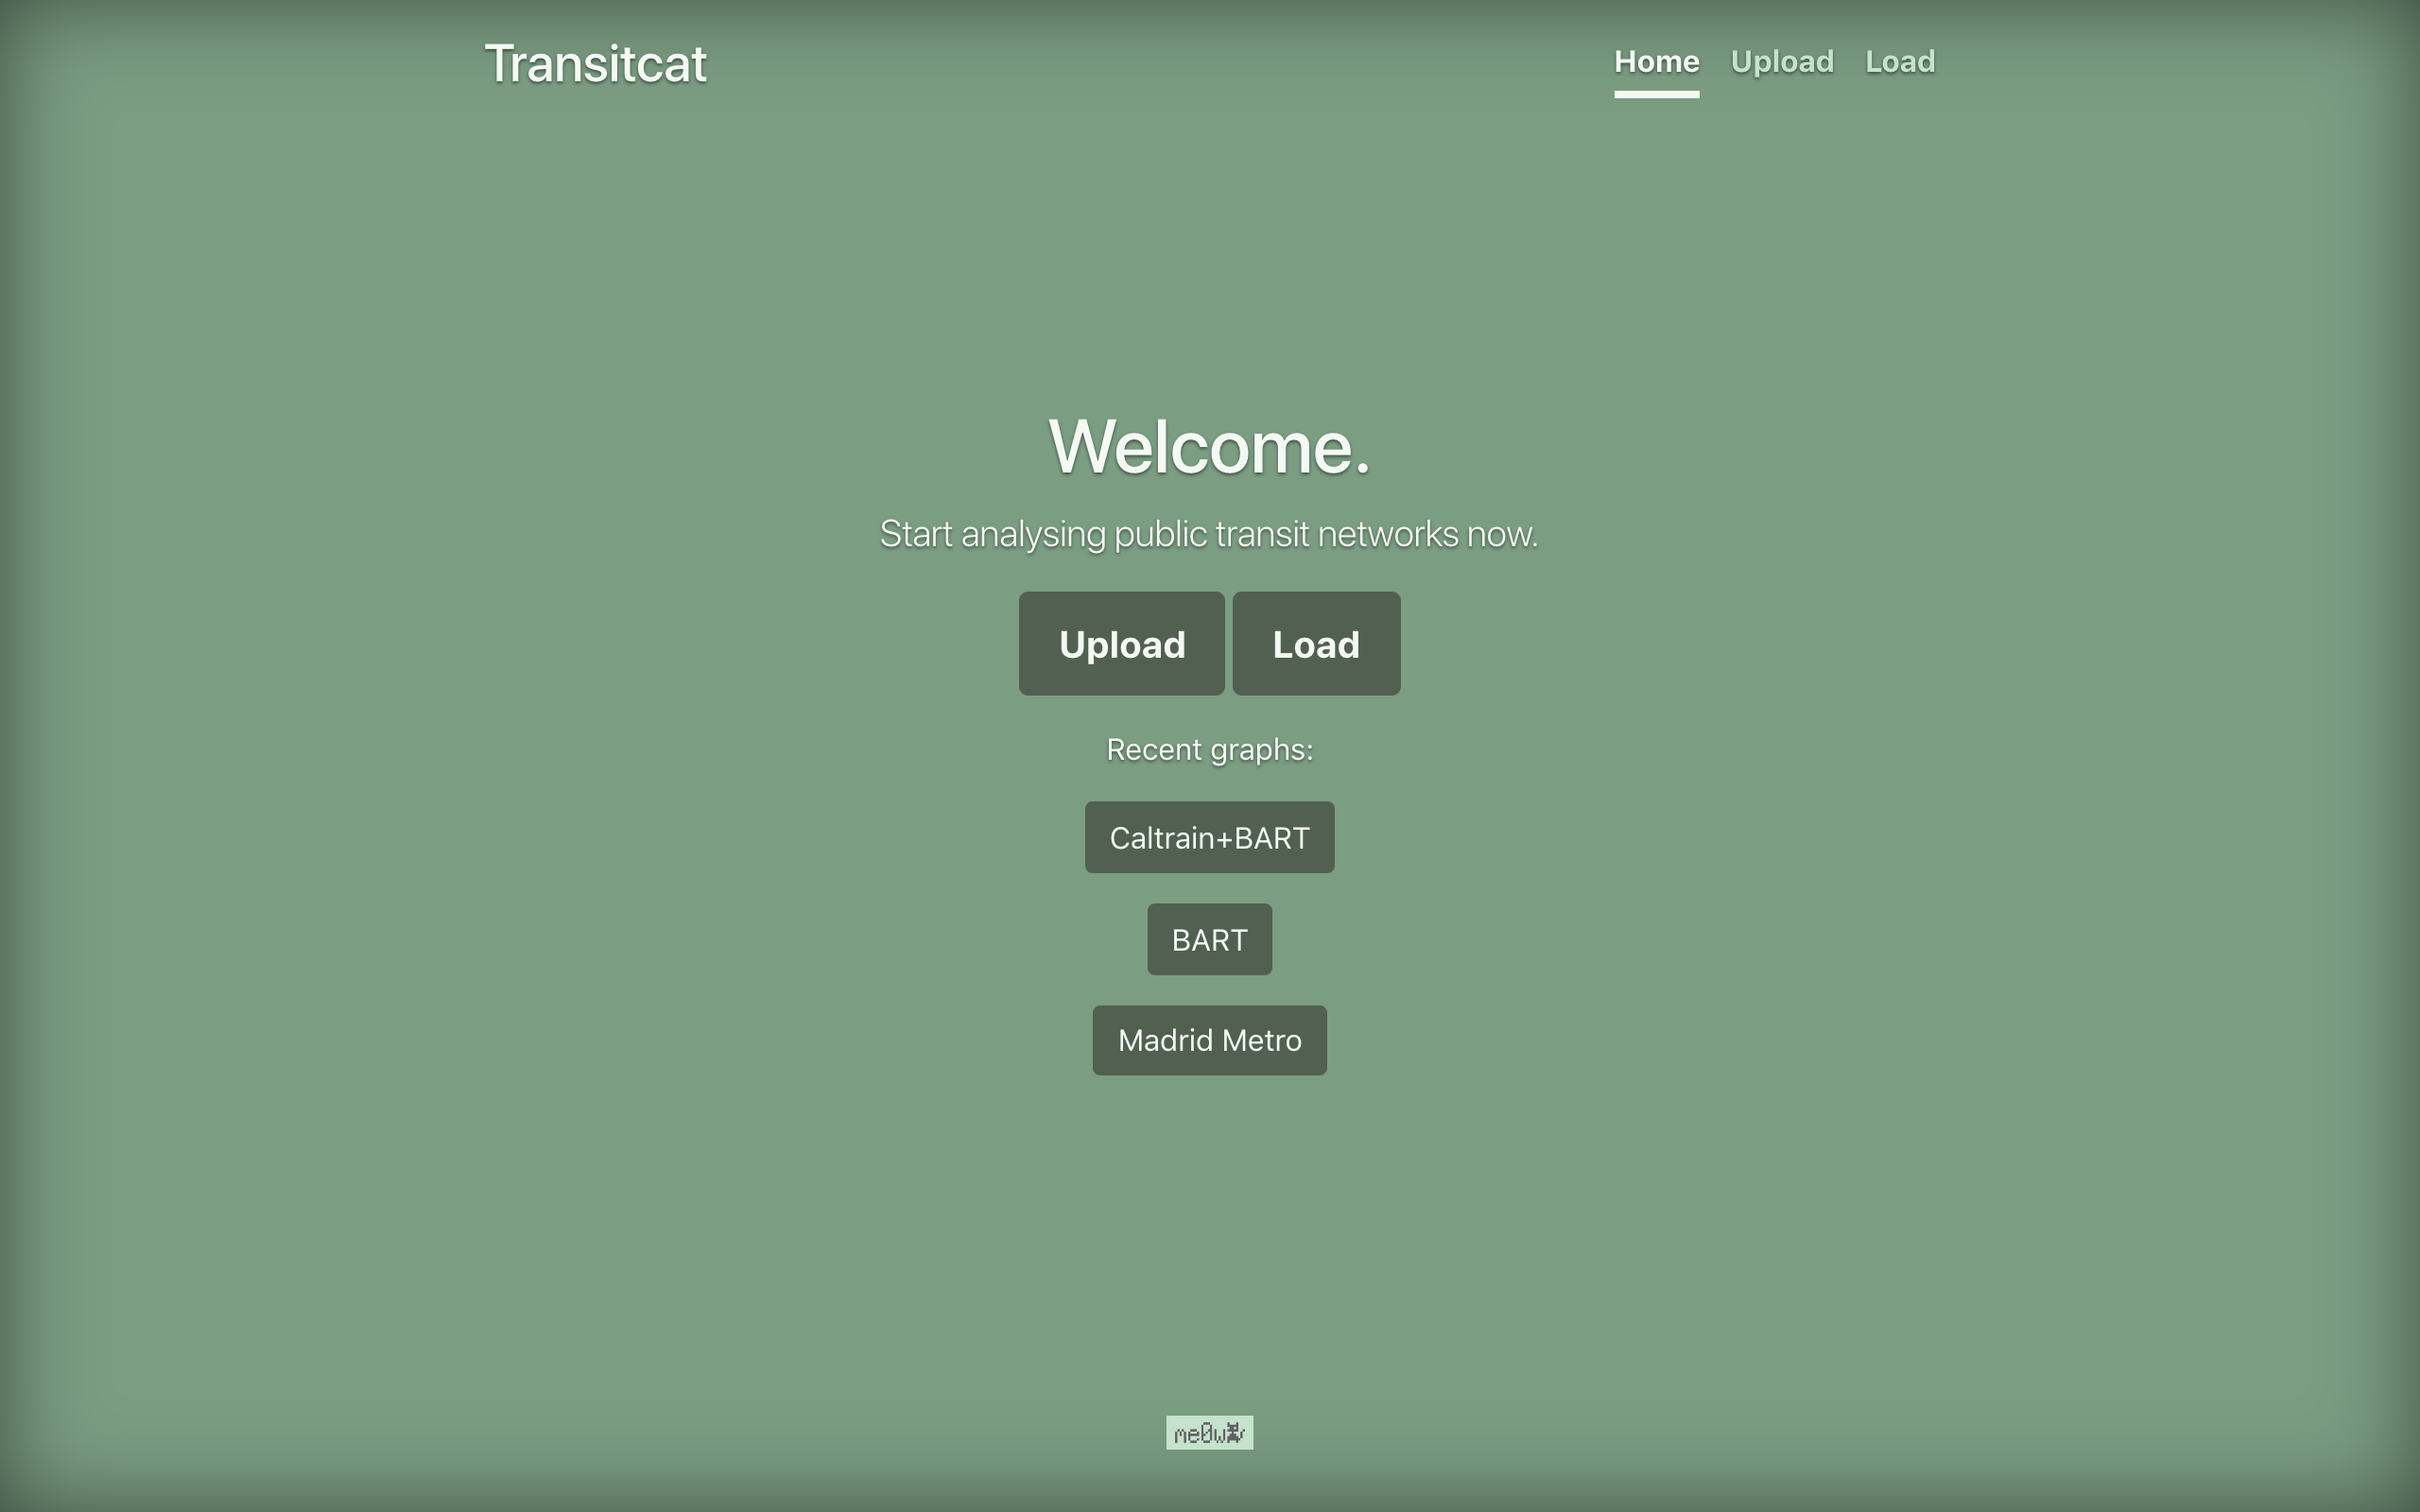 Transitcat
Home Upload Load
Welcome.
Start analysing public transit networks now.
Upload Load
Recent graphs:
Caltrain+BART
BART
Madrid Metro
me0w